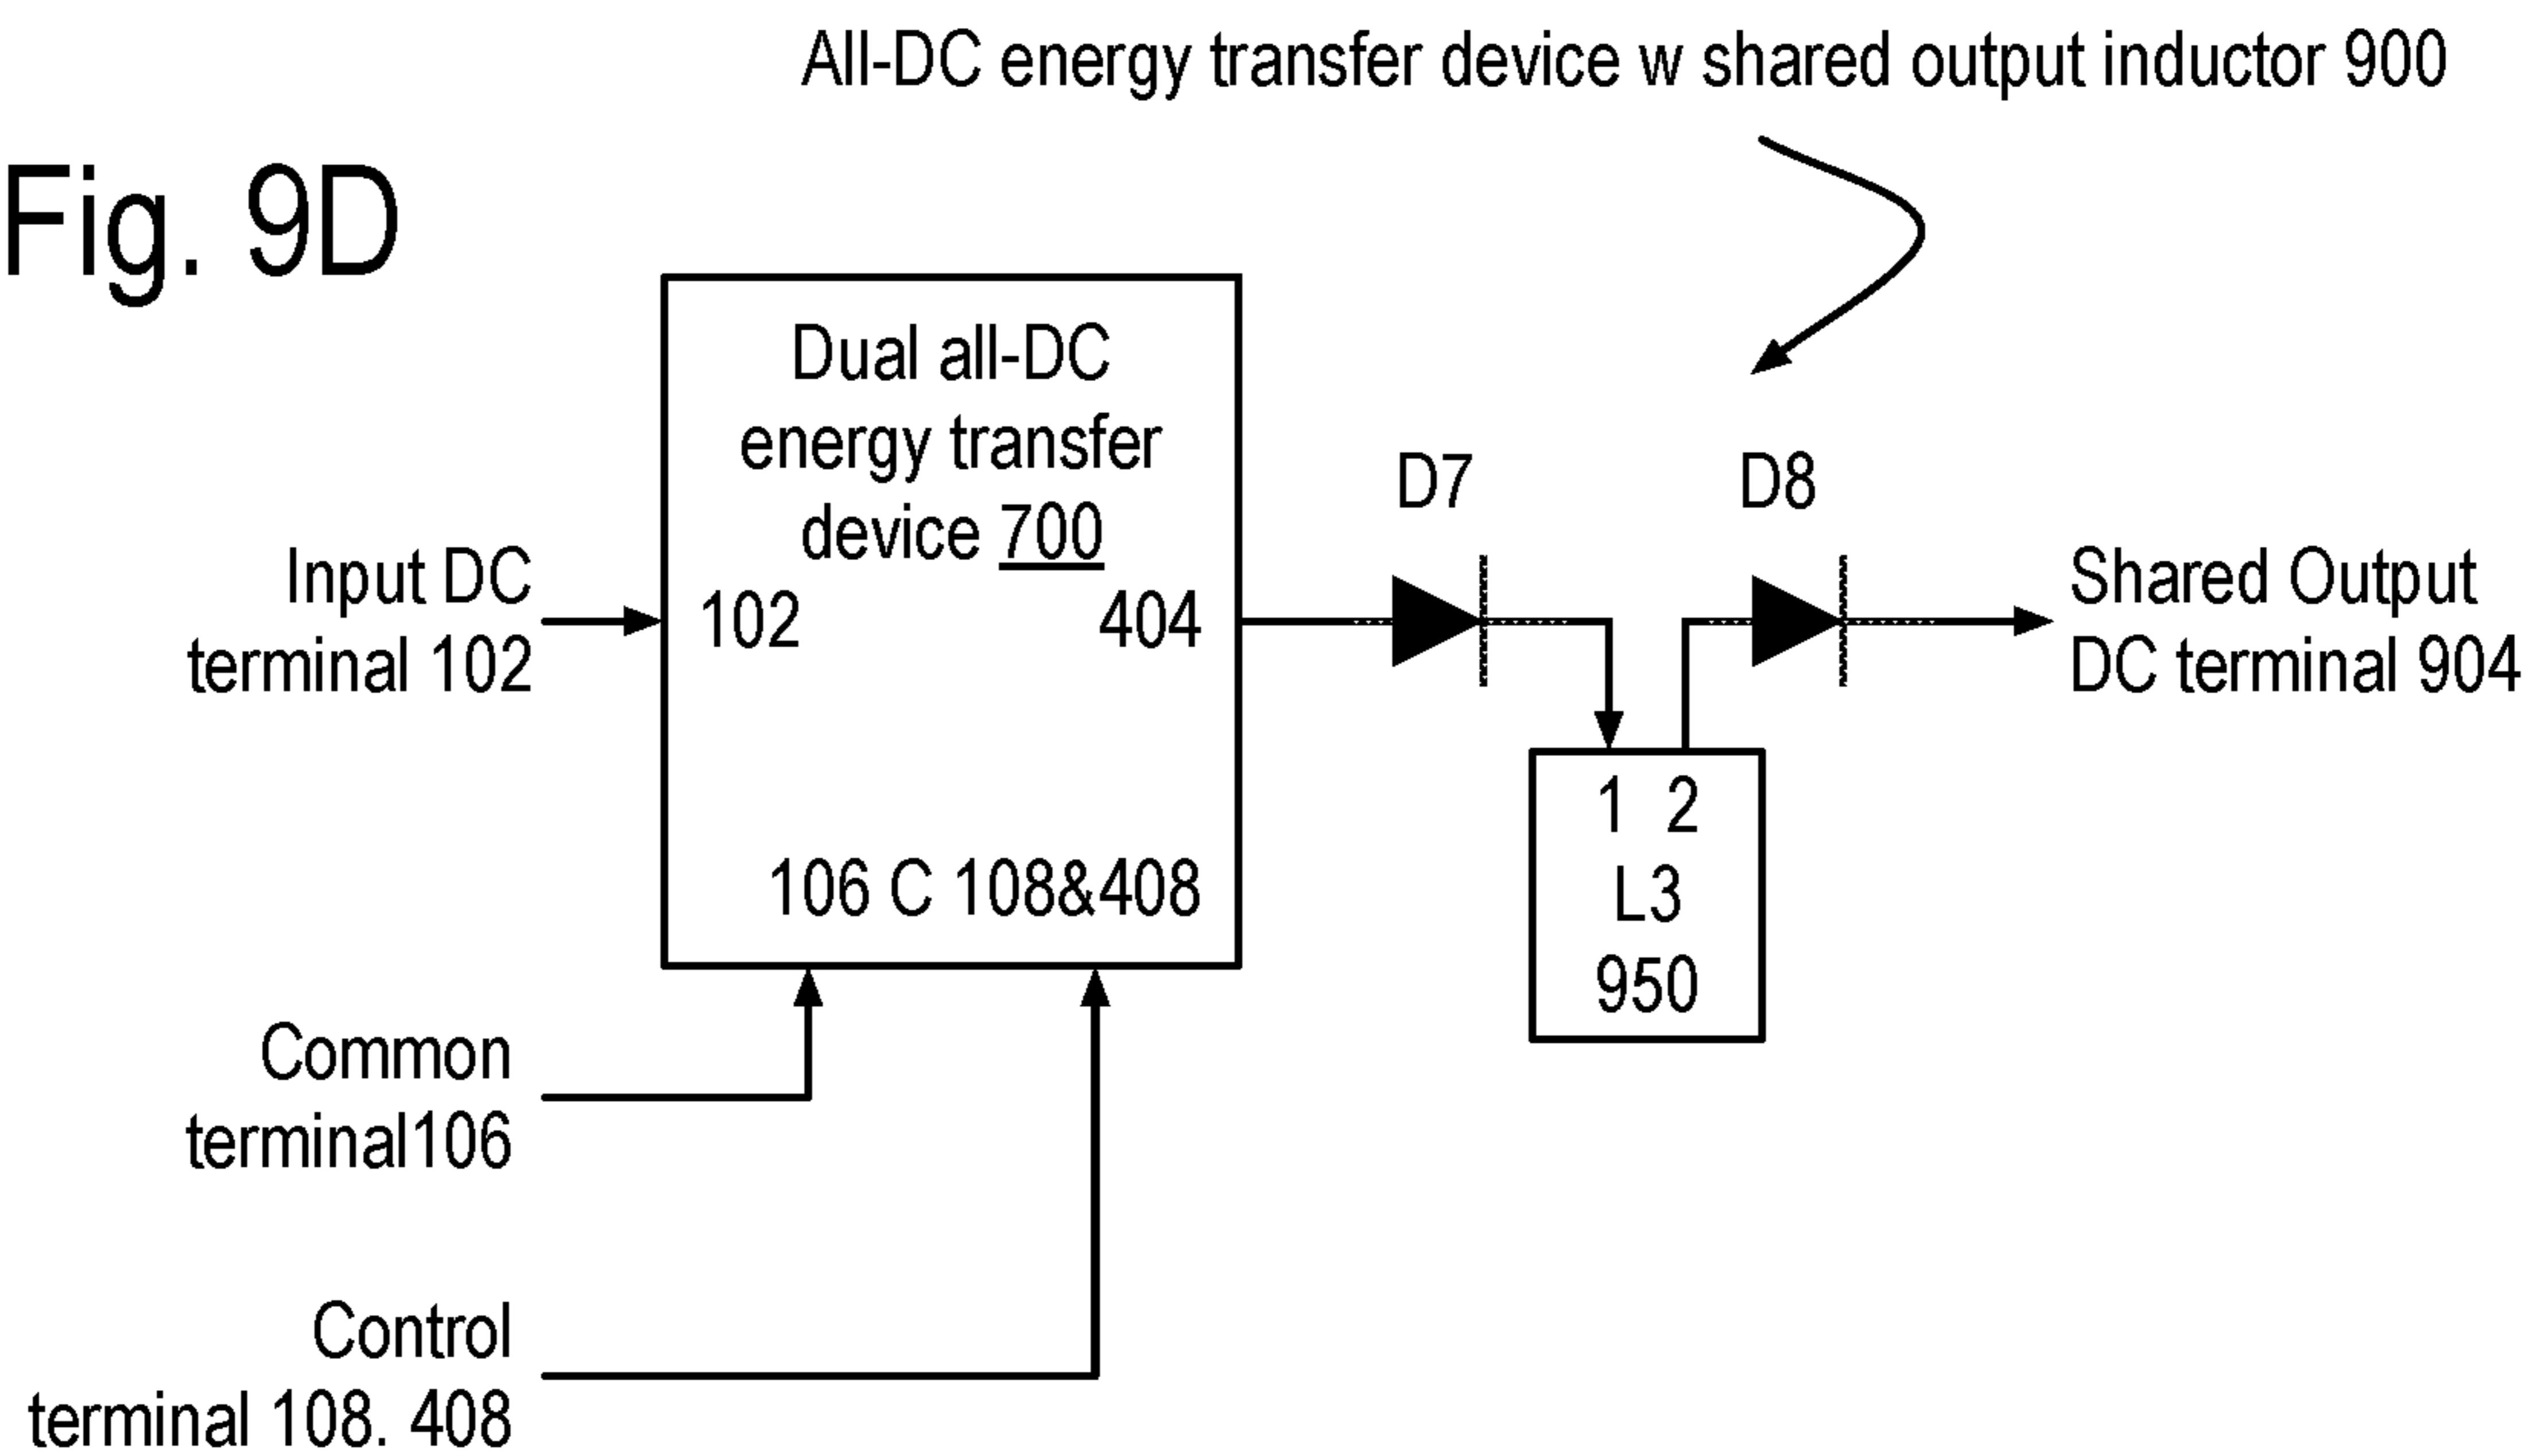 All-DC energy transfer device w shared output inductor 900
Fig. 9D
Dual all-DC
energy transfer
device 700
D7
D8
Input DC
terminal 102
102
404
Shared Output
DC terminal 904
1 2
L3
950
106 C 108&408
Common
terminal106
Control
terminal 108. 408